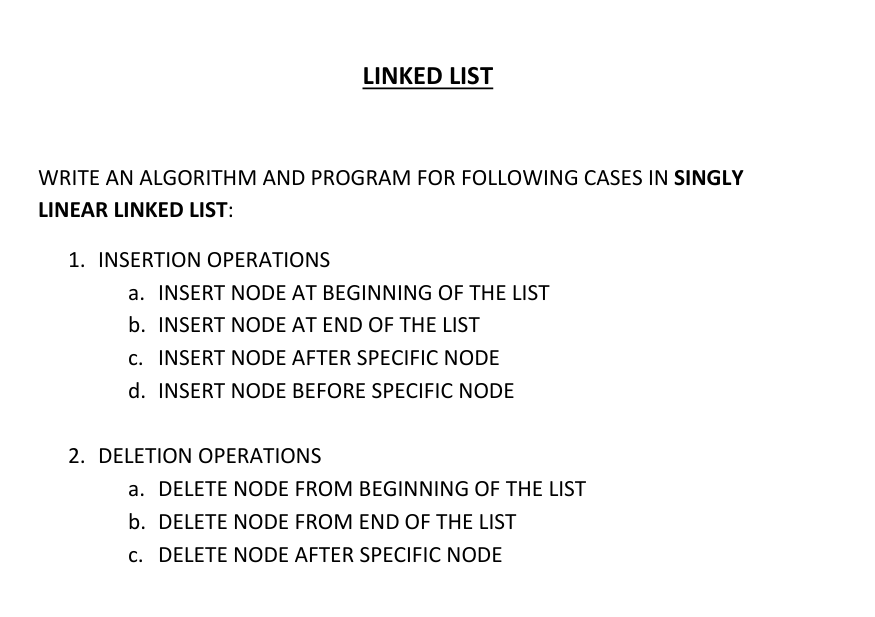 LINKED LIST
WRITE AN ALGORITHM AND PROGRAM FOR FOLLOWING CASES IN SINGLY
LINEAR LINKED LIST:
1. INSERTION OPERATIONS
a. INSERT NODE AT BEGINNING OF THE LIST
b. INSERT NODE AT END OF THE LIST
c. INSERT NODE AFTER SPECIFIC NODE
d. INSERT NODE BEFORE SPECIFIC NODE
2. DELETION OPERATIONS
a. DELETE NODE FROM BEGINNING OF THE LIST
b. DELETE NODE FROM END OF THE LIST
c. DELETE NODE AFTER SPECIFIC NODE